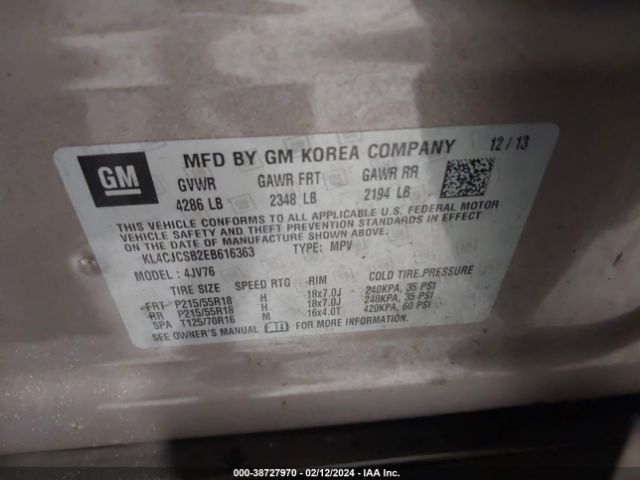 GM
MFD BY GM KOREA COMPANY
12/13
GVWR GAWR FRT GAWR RR
4286 LB 2348 LB 2194 LB
THIS VEHICLE CONFORMS TO ALL APPLICABLE U.S. FEDERAL MOTOR
VEHICLE SAFETY AND THEFT PREVENTION STANDARDS IN EFFECT
ON THE DATE OF MANUFACTURE SHOWN ABOVE.
KL4CJCSB2EB616363 TYPE: MPV
MODEL: 4JV76
TIRE SIZE SPEED RTG RIM COLD TIRE PRESSURE
FRT P215/55R18 H 18x7.0J 240KPA, 35 PSI
RR P215/55R18 H 18x7.0J 240KPA, 35 PSI
SPA T125/70R16 M 16x4.0T 420KPA, 60 PSI
SEE OWNER'S MANUAL FOR MORE INFORMATION
000-38727970 - 02/12/2024 - IAA Inc.